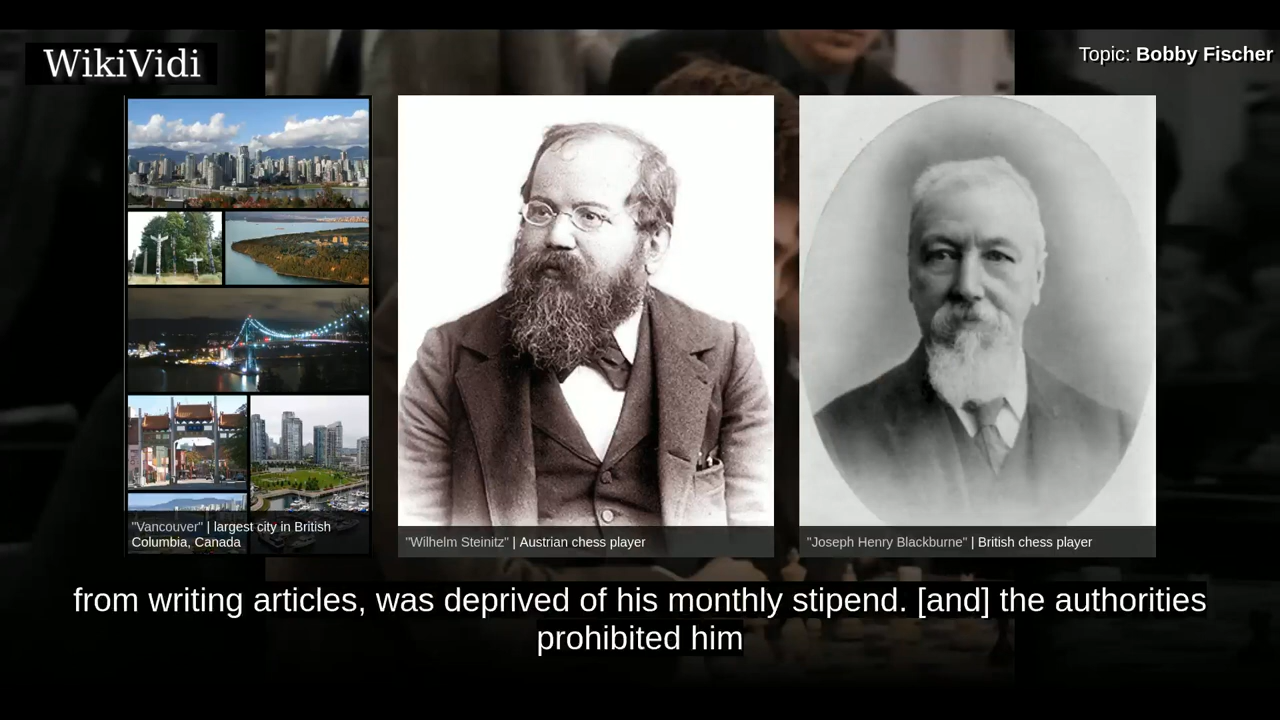 WikiVidi
Topic: Bobby Fischer
"Vancouver" | largest city in British
Columbia, Canada
"Wilhelm Steinitz" | Austrian chess player
"Joseph Henry Blackburne" | British chess player
from writing articles, was deprived of his monthly stipend. [and] the authorities
prohibited him